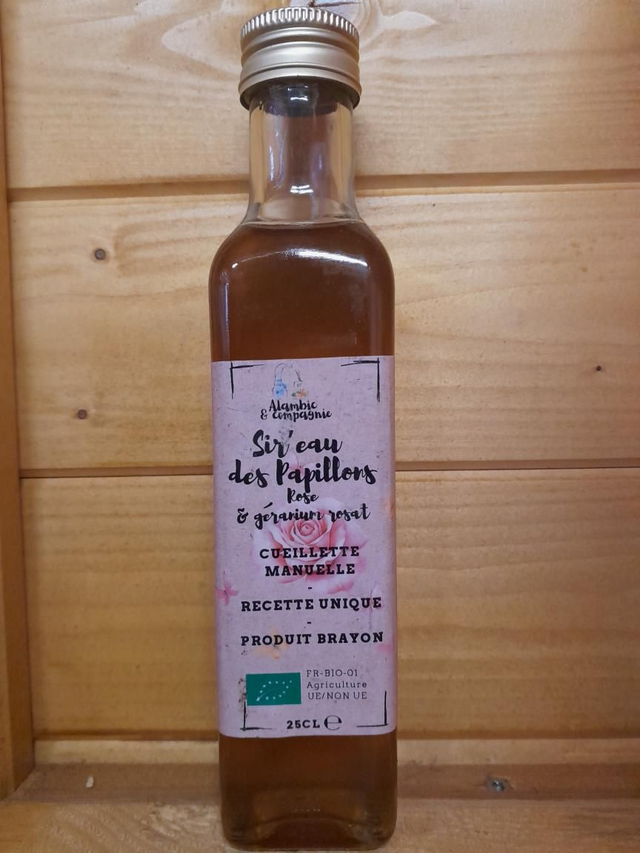 Alambic
& compagnie
Sir'eau
des Papillons
Rose
& géranium rosat
CUEILLETTE
MANUELLE
-
RECETTE UNIQUE
-
PRODUIT BRAYON
FR-BIO-01
Agriculture
UE/NON UE
25CL ℮